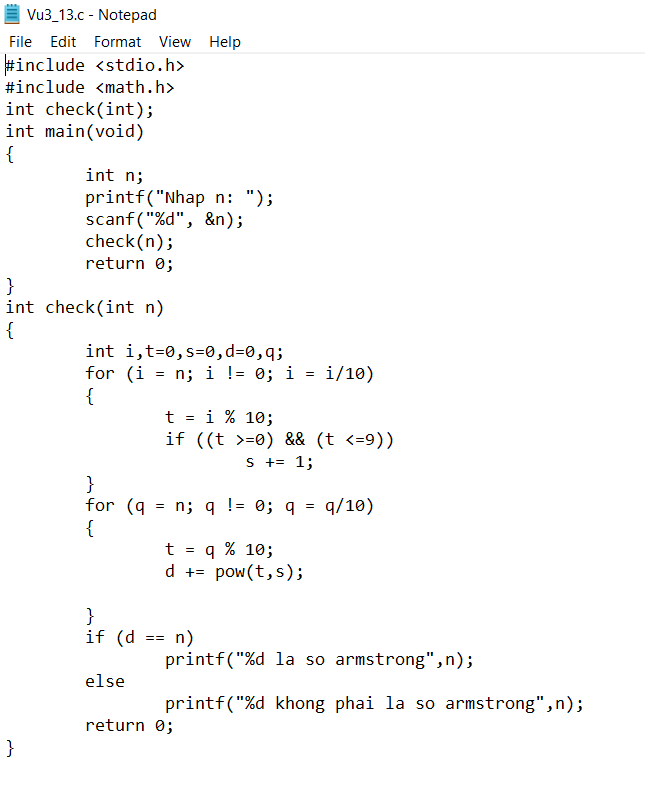 Vu3_13.c - Notepad
File Edit Format View Help
#include <stdio.h>
#include <math.h>
int check(int);
int main(void)
{
        int n;
        printf("Nhap n: ");
        scanf("%d", &n);
        check(n);
        return 0;
}
int check(int n)
{
        int i,t=0,s=0,d=0,q;
        for (i = n; i != 0; i = i/10)
        {
                t = i % 10;
                if ((t >=0) && (t <=9))
                        s += 1;
        }
        for (q = n; q != 0; q = q/10)
        {
                t = q % 10;
                d += pow(t,s);

        }
        if (d == n)
                printf("%d la so armstrong",n);
        else
                printf("%d khong phai la so armstrong",n);
        return 0;
}